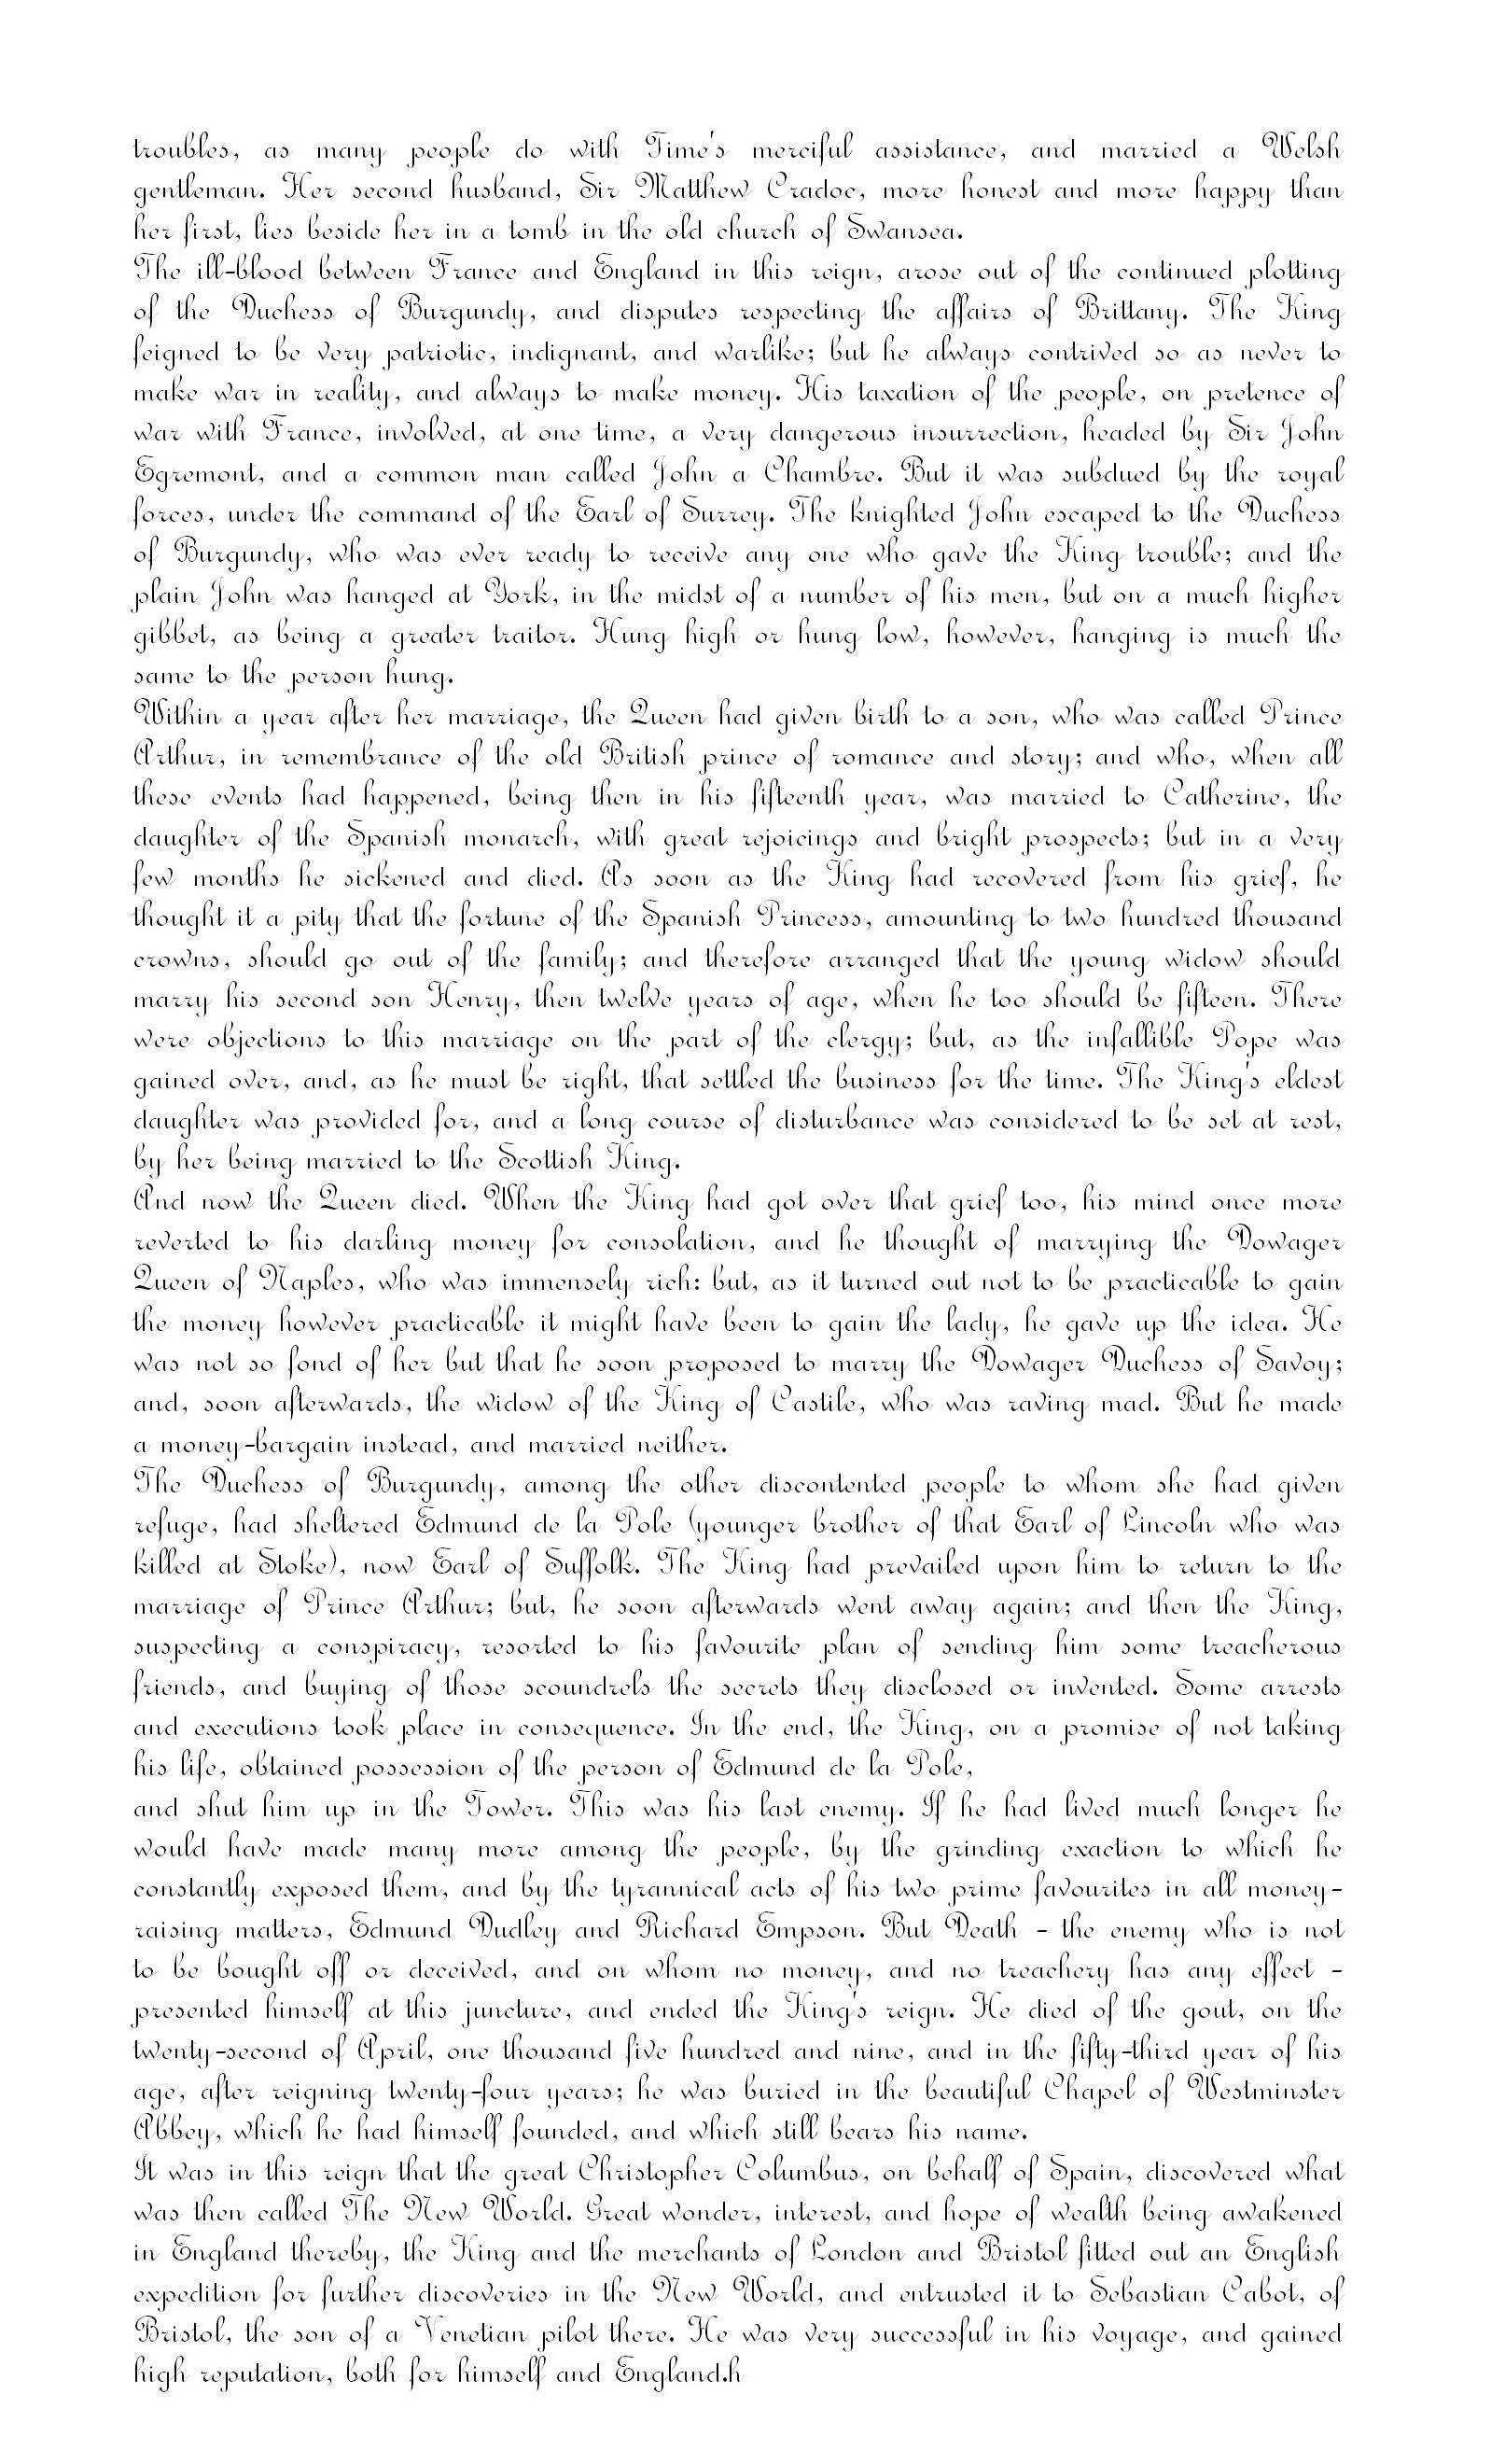 troubles, as many people do with Time's merciful assistance, and married a Welsh
gentleman. Her second husband, Sir Matthew Cradoc, more honest and more happy than
her first, lies beside her in a tomb in the old church of Swansea.
The ill-blood between France and England in this reign, arose out of the continued plotting
of the Duchess of Burgundy, and disputes respecting the affairs of Brittany. The King
feigned to be very patriotic, indignant, and warlike; but he always contrived so as never to
make war in reality, and always to make money. His taxation of the people, on pretence of
war with France, involved, at one time, a very dangerous insurrection, headed by Sir John
Egremont, and a common man called John a Chambre. But it was subdued by the royal
forces, under the command of the Earl of Surrey. The knighted John escaped to the Duchess
of Burgundy, who was ever ready to receive any one who gave the King trouble; and the
plain John was hanged at York, in the midst of a number of his men, but on a much higher
gibbet, as being a greater traitor. Hung high or hung low, however, hanging is much the
same to the person hung.
Within a year after her marriage, the Queen had given birth to a son, who was called Prince
Arthur, in remembrance of the old British prince of romance and story; and who, when all
these events had happened, being then in his fifteenth year, was married to Catherine, the
daughter of the Spanish monarch, with great rejoicings and bright prospects; but in a very
few months he sickened and died. As soon as the King had recovered from his grief, he
thought it a pity that the fortune of the Spanish Princess, amounting to two hundred thousand
crowns, should go out of the family; and therefore arranged that the young widow should
marry his second son Henry, then twelve years of age, when he too should be fifteen. There
were objections to this marriage on the part of the clergy; but, as the infallible Pope was
gained over, and, as he must be right, that settled the business for the time. The King's eldest
daughter was provided for, and a long course of disturbance was considered to be set at rest,
by her being married to the Scottish King.
And now the Queen died. When the King had got over that grief too, his mind once more
reverted to his darling money for consolation, and he thought of marrying the Dowager
Queen of Naples, who was immensely rich: but, as it turned out not to be practicable to gain
the money however practicable it might have been to gain the lady, he gave up the idea. He
was not so fond of her but that he soon proposed to marry the Dowager Duchess of Savoy;
and, soon afterwards, the widow of the King of Castile, who was raving mad. But he made
a money-bargain instead, and married neither.
The Duchess of Burgundy, among the other discontented people to whom she had given
refuge, had sheltered Edmund de la Pole (younger brother of that Earl of Lincoln who was
killed at Stoke), now Earl of Suffolk. The King had prevailed upon him to return to the
marriage of Prince Arthur; but, he soon afterwards went away again; and then the King,
suspecting a conspiracy, resorted to his favourite plan of sending him some treacherous
friends, and buying of those scoundrels the secrets they disclosed or invented. Some arrests
and executions took place in consequence. In the end, the King, on a promise of not taking
his life, obtained possession of the person of Edmund de la Pole,
and shut him up in the Tower. This was his last enemy. If he had lived much longer he
would have made many more among the people, by the grinding exaction to which he
constantly exposed them, and by the tyrannical acts of his two prime favourites in all money-
raising matters, Edmund Dudley and Richard Empson. But Death - the enemy who is not
to be bought off or deceived, and on whom no money, and no treachery has any effect -
presented himself at this juncture, and ended the King's reign. He died of the gout, on the
twenty-second of April, one thousand five hundred and nine, and in the fifty-third year of his
age, after reigning twenty-four years; he was buried in the beautiful Chapel of Westminster
Abbey, which he had himself founded, and which still bears his name.
It was in this reign that the great Christopher Columbus, on behalf of Spain, discovered what
was then called The New World. Great wonder, interest, and hope of wealth being awakened
in England thereby, the King and the merchants of London and Bristol fitted out an English
expedition for further discoveries in the New World, and entrusted it to Sebastian Cabot, of
Bristol, the son of a Venetian pilot there. He was very successful in his voyage, and gained
high reputation, both for himself and England.h